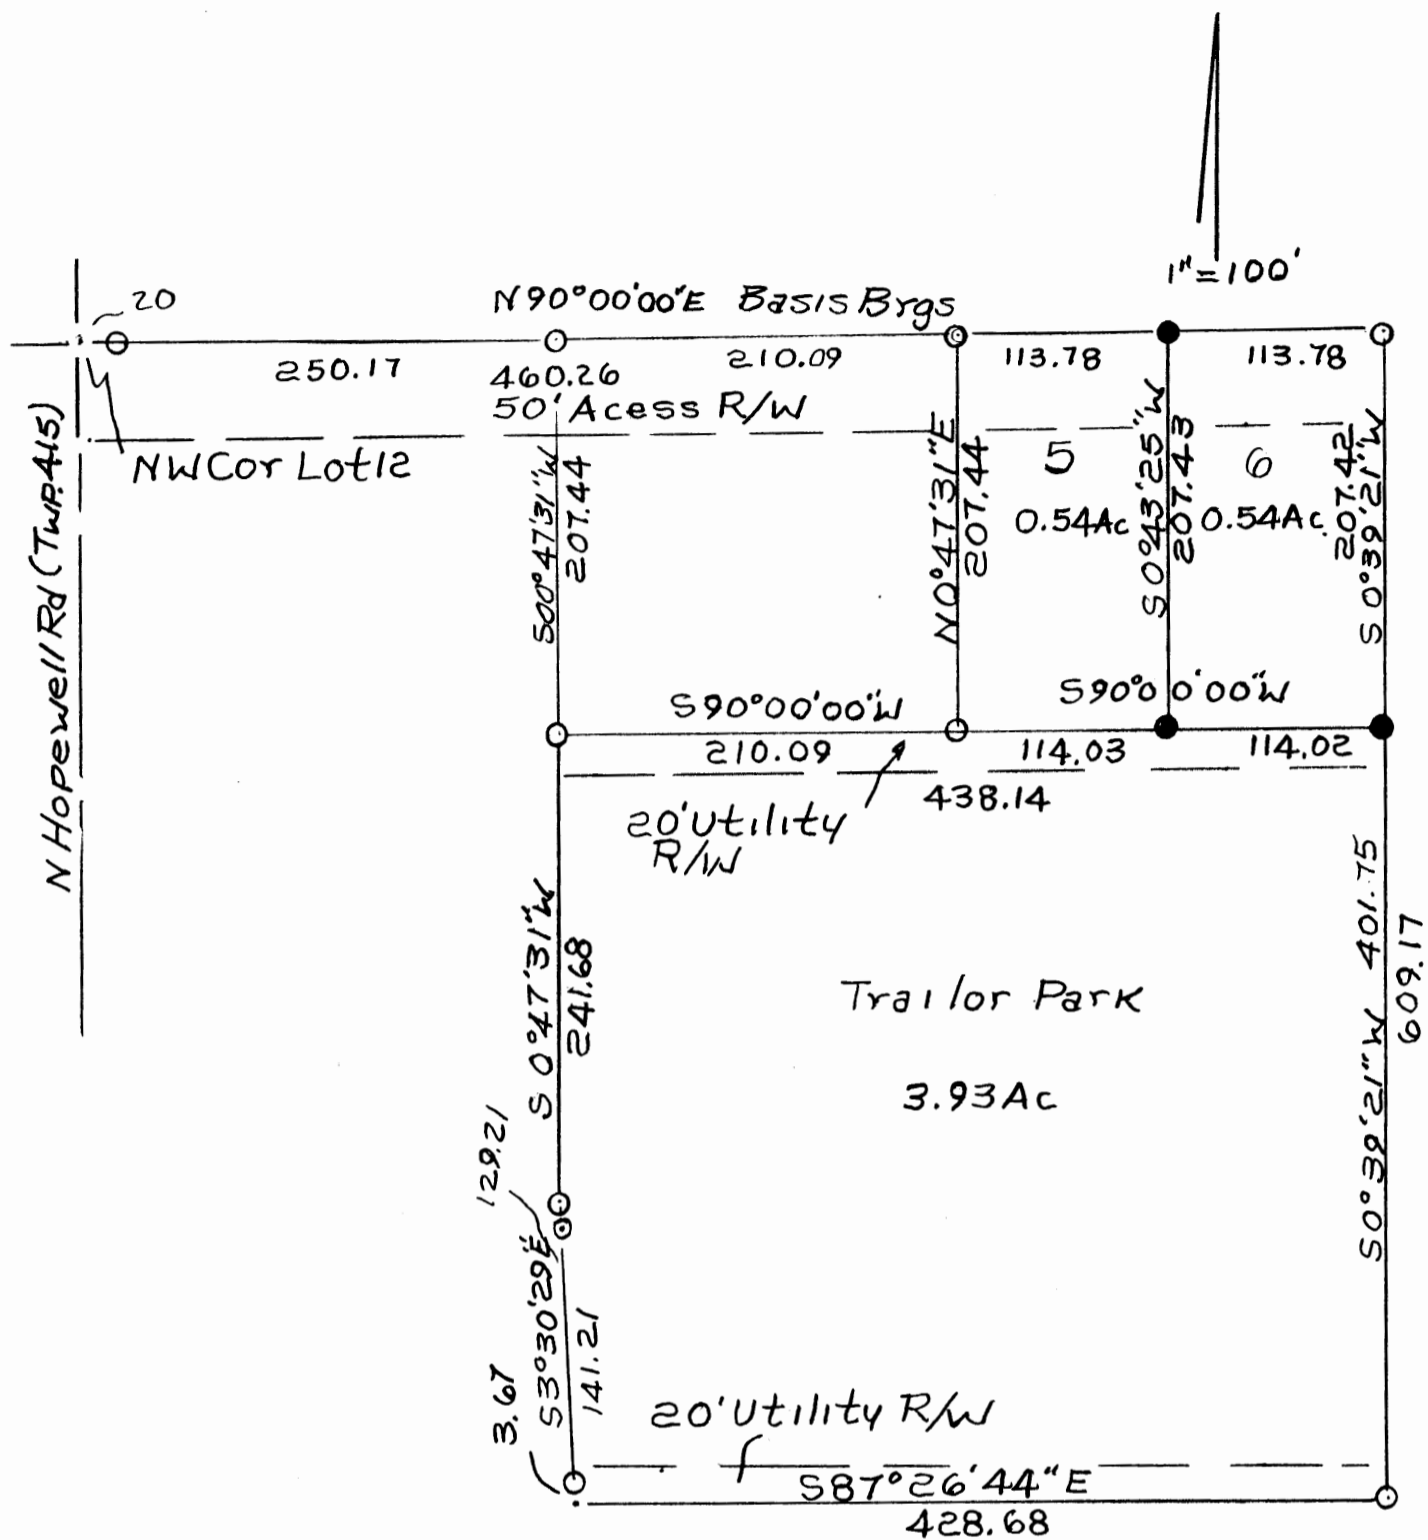 1"=100'
20
N90°00'00"E Basis Brgs
250.17
460.26
210.09
113.78
113.78
50' Acess R/W
NW Cor Lot 12
N Hopewell Rd (Twp. 415)
S00°47'31"W
207.44
N0°47'31"E
207.44
5
0.54Ac
S0°43'25"W
207.43
6
0.54Ac.
207.42
S0°39'21"W
S90°00'00"W
S90°00'00"W
210.09
114.03
114.02
438.14
20' Utility
R/W
S0°47'31"W
241.68
Trailor Park
3.93Ac
S0°39'21"W 401.75
609.17
129.21
S3°30'29"E
141.21
3.67
20' Utility R/W
S87°26'44"E
428.68